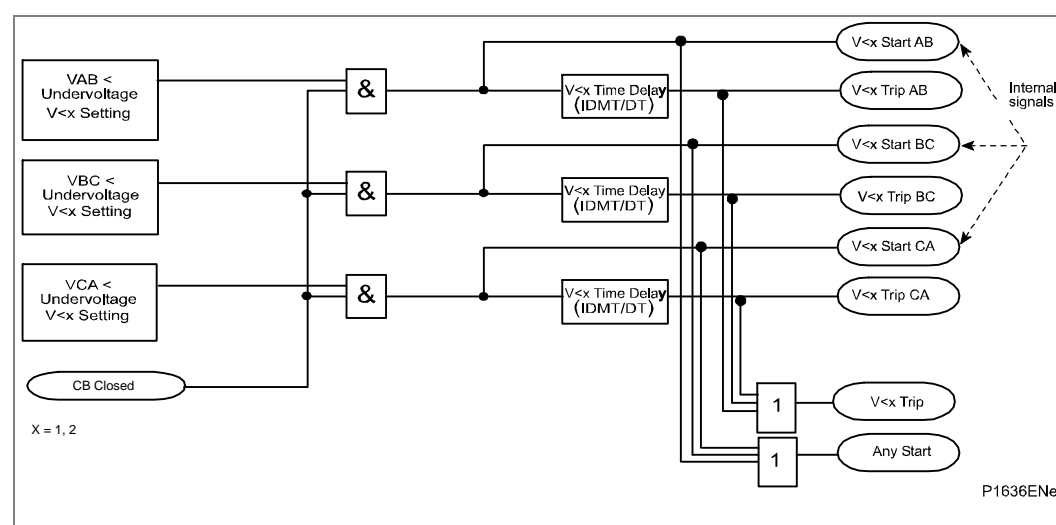 V<x Start AB
VAB <
Undervoltage
V<x Setting
&
V<x Time Delay
(IDMT/DT)
V<x Trip AB
Internal
signals
V<x Start BC
VBC <
Undervoltage
V<x Setting
&
V<x Time Delay
(IDMT/DT)
V<x Trip BC
V<x Start CA
VCA <
Undervoltage
V<x Setting
&
V<x Time Delay
(IDMT/DT)
V<x Trip CA
CB Closed
1
V<x Trip
X = 1, 2
1
Any Start
P1636ENe